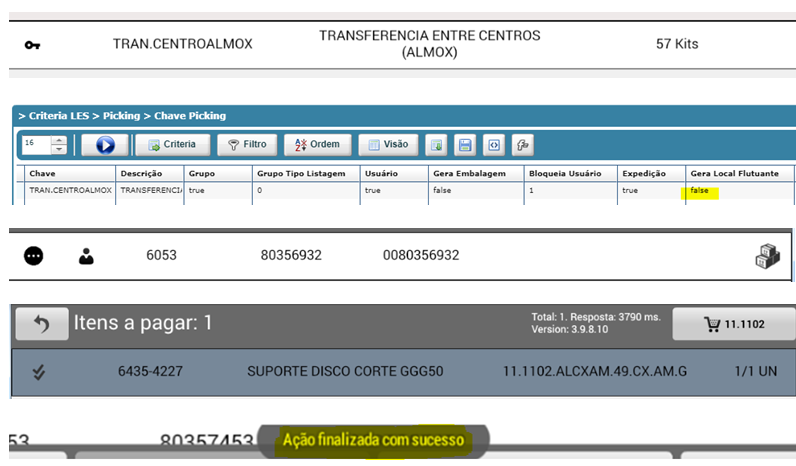 TRAN.CENTROALMOX TRANSFERENCIA ENTRE CENTROS (ALMOX) 57 Kits
> Criteria LES > Picking > Chave Picking
16 Criteria Filtro Ordem Visão
Chave Descrição Grupo Grupo Tipo Listagem Usuário Gera Embalagem Bloqueia Usuário Expedição Gera Local Flutuante
TRAN.CENTROALMOX TRANSFERENCI true 0 true false 1 true false
6053 80356932 0080356932
Itens a pagar: 1 Total: 1. Resposta: 3790 ms. 11.1102
Version: 3.9.8.10
6435-4227 SUPORTE DISCO CORTE GGG50 11.1102.ALCXAM.49.CX.AM.G 1/1 UN
53 80357453 Ação finalizada com sucesso